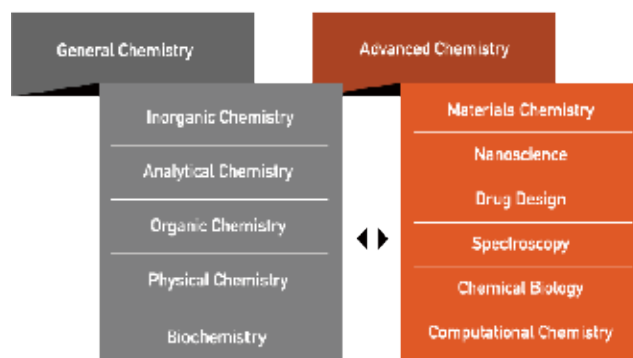 General Chemistry
Inorganic Chemistry
Analytical Chemistry
Organic Chemistry
Physical Chemistry
Biochemistry
Advanced Chemistry
Materials Chemistry
Nanoscience
Drug Design
Spectroscopy
Chemical Biology
Computational Chemistry